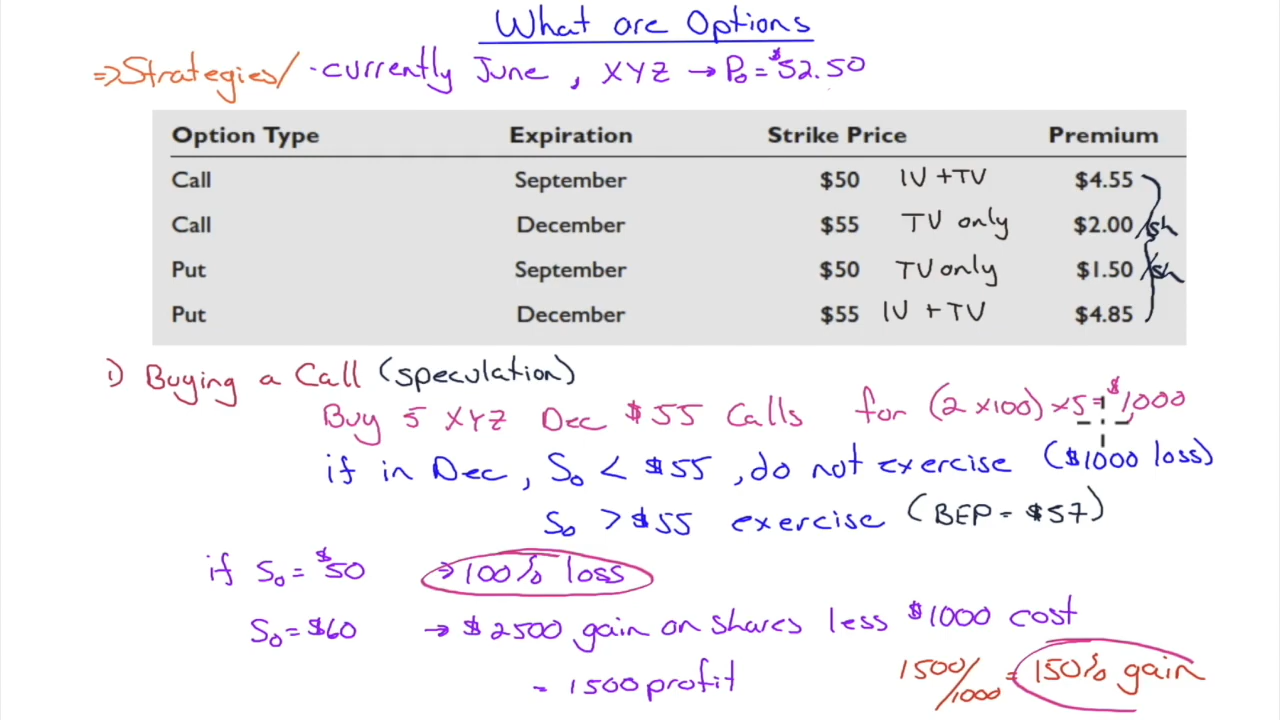 What are Options
⇒ Strategies/ · currently June, XYZ → P₀ = $52.50
Option Type Expiration Strike Price Premium
Call September $50 IV + TV $4.55
Call December $55 TV only $2.00 /sh
Put September $50 TV only $1.50 /sh
Put December $55 IV + TV $4.85
1) Buying a Call (speculation)
Buy 5 XYZ Dec $55 Calls for (2 x100) x5 = $1000
if in Dec, S₀ < $55, do not exercise ($1000 loss)
S₀ > $55 exercise (BEP = $57)
if S₀ = $50 → 100% loss
S₀ = $60 → $2500 gain on shares less $1000 cost
= 1500 profit 1500/1000 = 150% gain